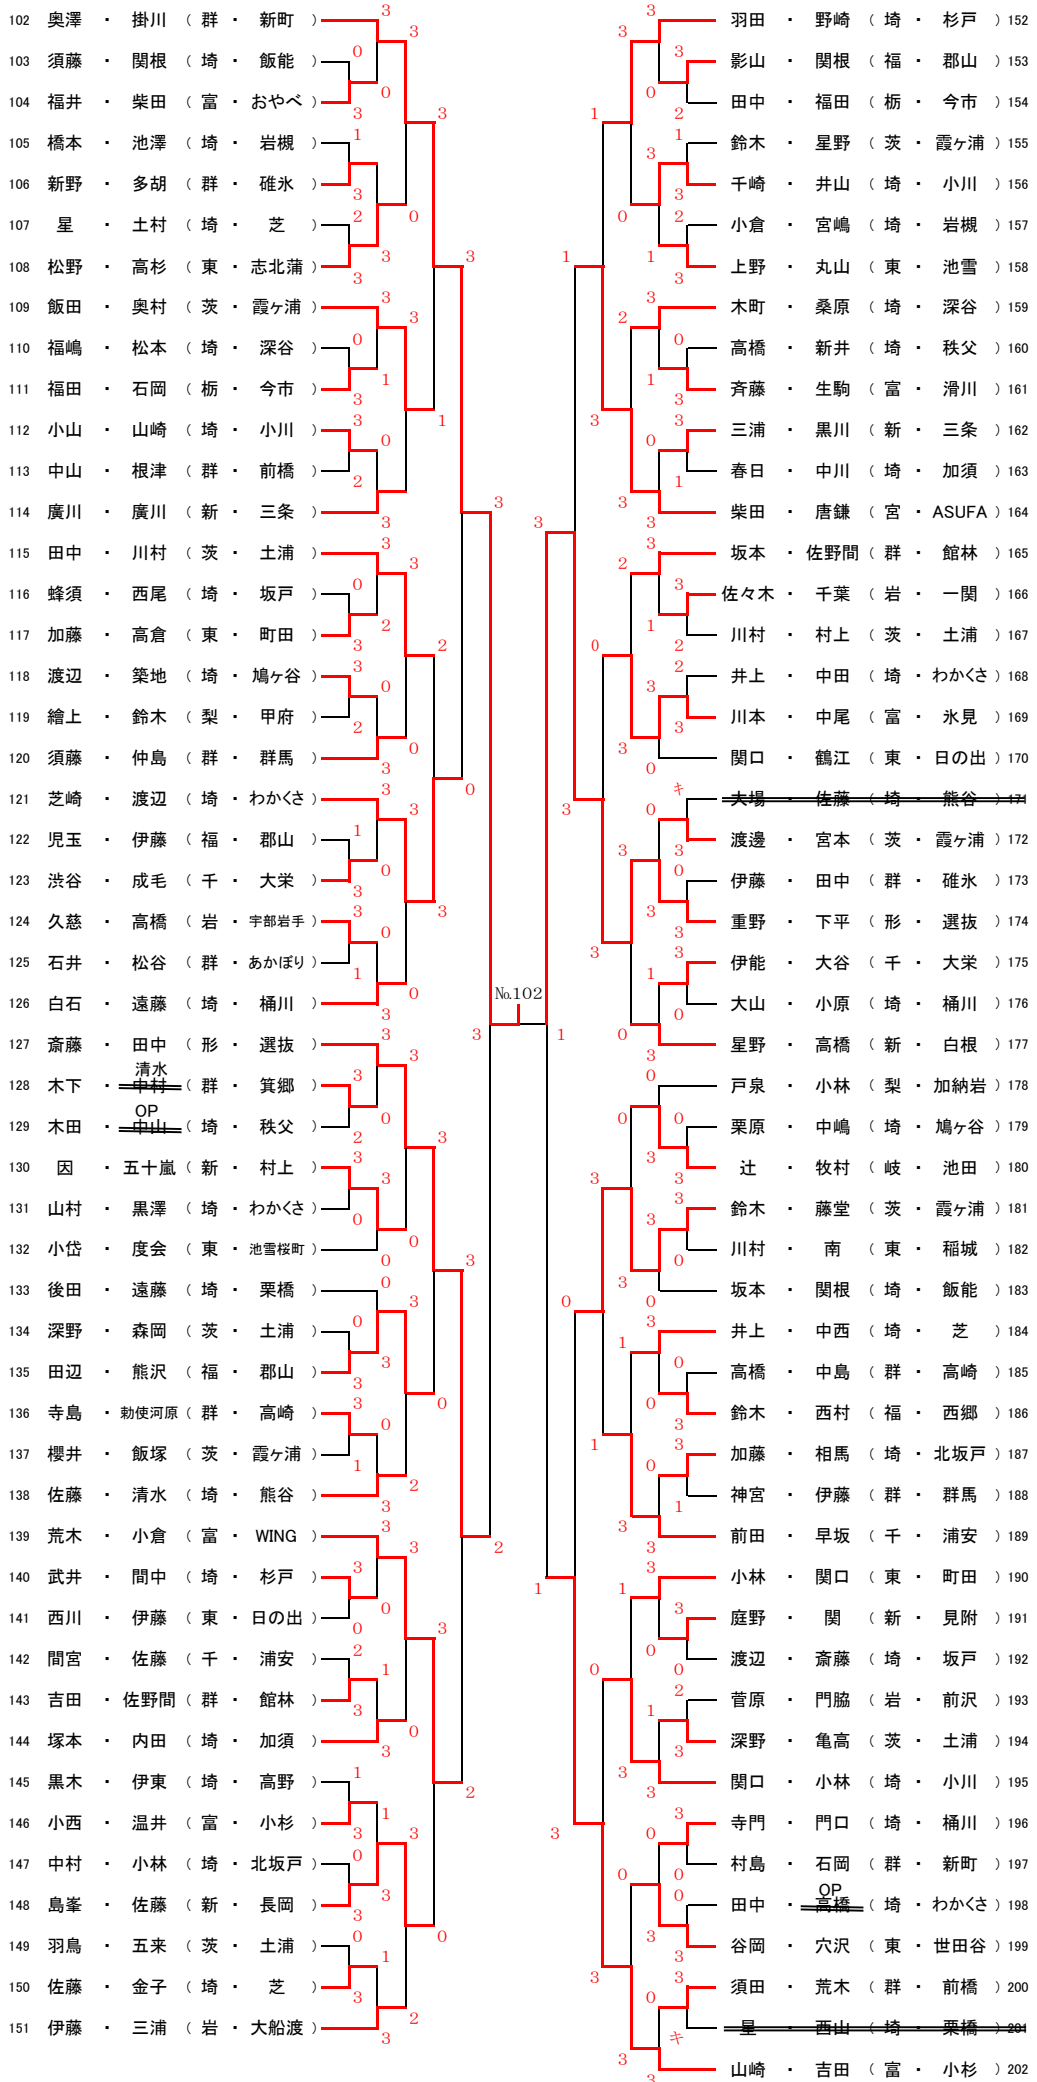 102 奥澤 ・ 掛川 ( 群 ・ 新町 )
103 須藤 ・ 関根 ( 埼 ・ 飯能 )
104 福井 ・ 柴田 ( 富 ・ おやべ )
105 橋本 ・ 池澤 ( 埼 ・ 岩槻 )
106 新野 ・ 多胡 ( 群 ・ 碓氷 )
107 星 ・ 土村 ( 埼 ・ 芝 )
108 松野 ・ 高杉 ( 東 ・ 志北蒲 )
109 飯田 ・ 奥村 ( 茨 ・ 霞ヶ浦 )
110 福嶋 ・ 松本 ( 埼 ・ 深谷 )
111 福田 ・ 石岡 ( 栃 ・ 今市 )
112 小山 ・ 山崎 ( 埼 ・ 小川 )
113 中山 ・ 根津 ( 群 ・ 前橋 )
114 廣川 ・ 廣川 ( 新 ・ 三条 )
115 田中 ・ 川村 ( 茨 ・ 土浦 )
116 蜂須 ・ 西尾 ( 埼 ・ 坂戸 )
117 加藤 ・ 高倉 ( 東 ・ 町田 )
118 渡辺 ・ 築地 ( 埼 ・ 鳩ヶ谷 )
119 繪上 ・ 鈴木 ( 梨 ・ 甲府 )
120 須藤 ・ 仲島 ( 群 ・ 群馬 )
121 芝崎 ・ 渡辺 ( 埼 ・ わかくさ )
122 児玉 ・ 伊藤 ( 福 ・ 郡山 )
123 渋谷 ・ 成毛 ( 千 ・ 大栄 )
124 久慈 ・ 高橋 ( 岩 ・ 宇部岩手 )
125 石井 ・ 松谷 ( 群 ・ あかぼり )
126 白石 ・ 遠藤 ( 埼 ・ 桶川 )
127 斎藤 ・ 田中 ( 形 ・ 選抜 )
清水
128 木下 ・ 中村 ( 群 ・ 箕郷 )
OP
129 木田 ・ 中山 ( 埼 ・ 秩父 )
130 因 ・ 五十嵐 ( 新 ・ 村上 )
131 山村 ・ 黒澤 ( 埼 ・ わかくさ )
132 小岱 ・ 度会 ( 東 ・ 池雪桜町 )
133 後田 ・ 遠藤 ( 埼 ・ 栗橋 )
134 深野 ・ 森岡 ( 茨 ・ 土浦 )
135 田辺 ・ 熊沢 ( 福 ・ 郡山 )
136 寺島 ・ 勅使河原 ( 群 ・ 高崎 )
137 櫻井 ・ 飯塚 ( 茨 ・ 霞ヶ浦 )
138 佐藤 ・ 清水 ( 埼 ・ 熊谷 )
139 荒木 ・ 小倉 ( 富 ・ WING )
140 武井 ・ 間中 ( 埼 ・ 杉戸 )
141 西川 ・ 伊藤 ( 東 ・ 日の出 )
142 間宮 ・ 佐藤 ( 千 ・ 浦安 )
143 吉田 ・ 佐野間 ( 群 ・ 館林 )
144 塚本 ・ 内田 ( 埼 ・ 加須 )
145 黒木 ・ 伊東 ( 埼 ・ 高野 )
146 小西 ・ 温井 ( 富 ・ 小杉 )
147 中村 ・ 小林 ( 埼 ・ 北坂戸 )
148 島峯 ・ 佐藤 ( 新 ・ 長岡 )
149 羽鳥 ・ 五来 ( 茨 ・ 土浦 )
150 佐藤 ・ 金子 ( 埼 ・ 芝 )
151 伊藤 ・ 三浦 ( 岩 ・ 大船渡 )
№102
羽田 ・ 野崎 ( 埼 ・ 杉戸 ) 152
影山 ・ 関根 ( 福 ・ 郡山 ) 153
田中 ・ 福田 ( 栃 ・ 今市 ) 154
鈴木 ・ 星野 ( 茨 ・ 霞ヶ浦 ) 155
千崎 ・ 井山 ( 埼 ・ 小川 ) 156
小倉 ・ 宮嶋 ( 埼 ・ 岩槻 ) 157
上野 ・ 丸山 ( 東 ・ 池雪 ) 158
木町 ・ 桑原 ( 埼 ・ 深谷 ) 159
高橋 ・ 新井 ( 埼 ・ 秩父 ) 160
斉藤 ・ 生駒 ( 富 ・ 滑川 ) 161
三浦 ・ 黒川 ( 新 ・ 三条 ) 162
春日 ・ 中川 ( 埼 ・ 加須 ) 163
柴田 ・ 唐鎌 ( 宮 ・ ASUFA ) 164
坂本 ・ 佐野間 ( 群 ・ 館林 ) 165
佐々木 ・ 千葉 ( 岩 ・ 一関 ) 166
川村 ・ 村上 ( 茨 ・ 土浦 ) 167
井上 ・ 中田 ( 埼 ・ わかくさ ) 168
川本 ・ 中尾 ( 富 ・ 氷見 ) 169
関口 ・ 鶴江 ( 東 ・ 日の出 ) 170
キ
大場 ・ 佐藤 ( 埼 ・ 熊谷 ) 171
渡邊 ・ 宮本 ( 茨 ・ 霞ヶ浦 ) 172
伊藤 ・ 田中 ( 群 ・ 碓氷 ) 173
重野 ・ 下平 ( 形 ・ 選抜 ) 174
伊能 ・ 大谷 ( 千 ・ 大栄 ) 175
大山 ・ 小原 ( 埼 ・ 桶川 ) 176
星野 ・ 高橋 ( 新 ・ 白根 ) 177
戸泉 ・ 小林 ( 梨 ・ 加納岩 ) 178
栗原 ・ 中嶋 ( 埼 ・ 鳩ヶ谷 ) 179
辻 ・ 牧村 ( 岐 ・ 池田 ) 180
鈴木 ・ 藤堂 ( 茨 ・ 霞ヶ浦 ) 181
川村 ・ 南 ( 東 ・ 稲城 ) 182
坂本 ・ 関根 ( 埼 ・ 飯能 ) 183
井上 ・ 中西 ( 埼 ・ 芝 ) 184
高橋 ・ 中島 ( 群 ・ 高崎 ) 185
鈴木 ・ 西村 ( 福 ・ 西郷 ) 186
加藤 ・ 相馬 ( 埼 ・ 北坂戸 ) 187
神宮 ・ 伊藤 ( 群 ・ 群馬 ) 188
前田 ・ 早坂 ( 千 ・ 浦安 ) 189
小林 ・ 関口 ( 東 ・ 町田 ) 190
庭野 ・ 関 ( 新 ・ 見附 ) 191
渡辺 ・ 斎藤 ( 埼 ・ 坂戸 ) 192
菅原 ・ 門脇 ( 岩 ・ 前沢 ) 193
深野 ・ 亀高 ( 茨 ・ 土浦 ) 194
関口 ・ 小林 ( 埼 ・ 小川 ) 195
寺門 ・ 門口 ( 埼 ・ 桶川 ) 196
村島 ・ 石岡 ( 群 ・ 新町 ) 197
OP
田中 ・ 高橋 ( 埼 ・ わかくさ ) 198
谷岡 ・ 穴沢 ( 東 ・ 世田谷 ) 199
須田 ・ 荒木 ( 群 ・ 前橋 ) 200
星 ・ 西山 ( 埼 ・ 栗橋 ) 201
キ
山崎 ・ 吉田 ( 富 ・ 小杉 ) 202